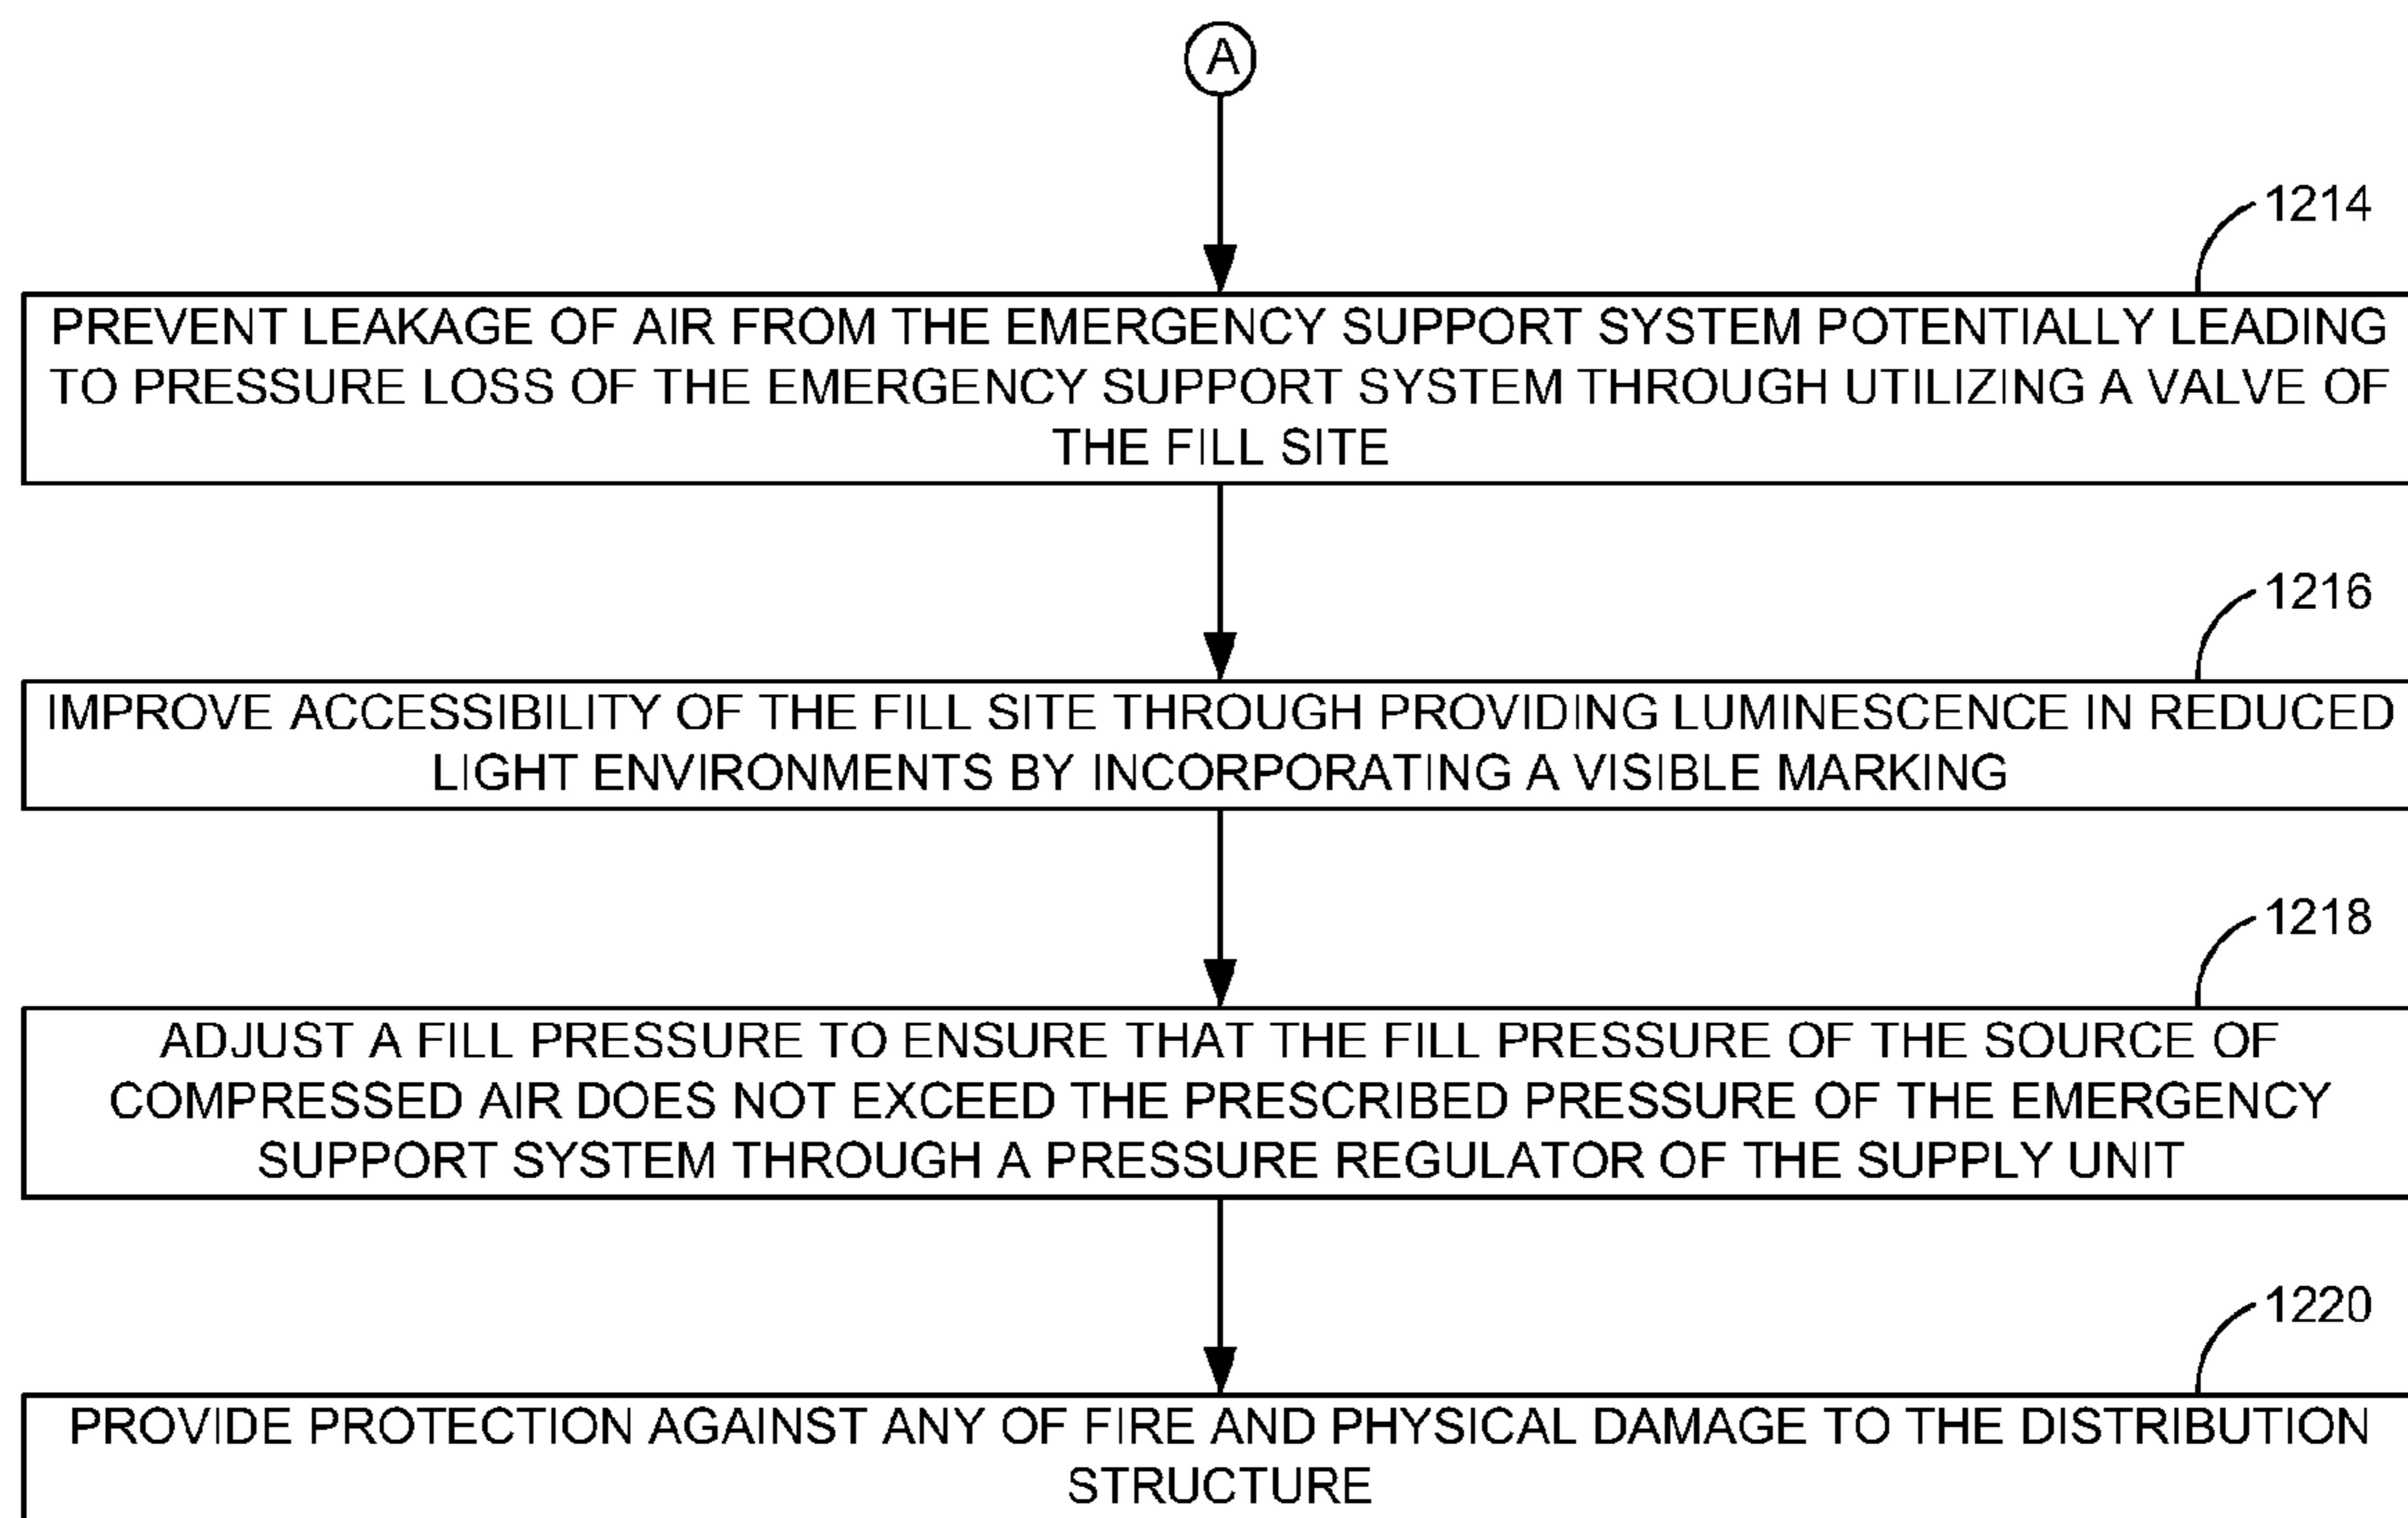 A
1214
PREVENT LEAKAGE OF AIR FROM THE EMERGENCY SUPPORT SYSTEM POTENTIALLY LEADING
TO PRESSURE LOSS OF THE EMERGENCY SUPPORT SYSTEM THROUGH UTILIZING A VALVE OF
THE FILL SITE
1216
IMPROVE ACCESSIBILITY OF THE FILL SITE THROUGH PROVIDING LUMINESCENCE IN REDUCED
LIGHT ENVIRONMENTS BY INCORPORATING A VISIBLE MARKING
1218
ADJUST A FILL PRESSURE TO ENSURE THAT THE FILL PRESSURE OF THE SOURCE OF
COMPRESSED AIR DOES NOT EXCEED THE PRESCRIBED PRESSURE OF THE EMERGENCY
SUPPORT SYSTEM THROUGH A PRESSURE REGULATOR OF THE SUPPLY UNIT
1220
PROVIDE PROTECTION AGAINST ANY OF FIRE AND PHYSICAL DAMAGE TO THE DISTRIBUTION
STRUCTURE